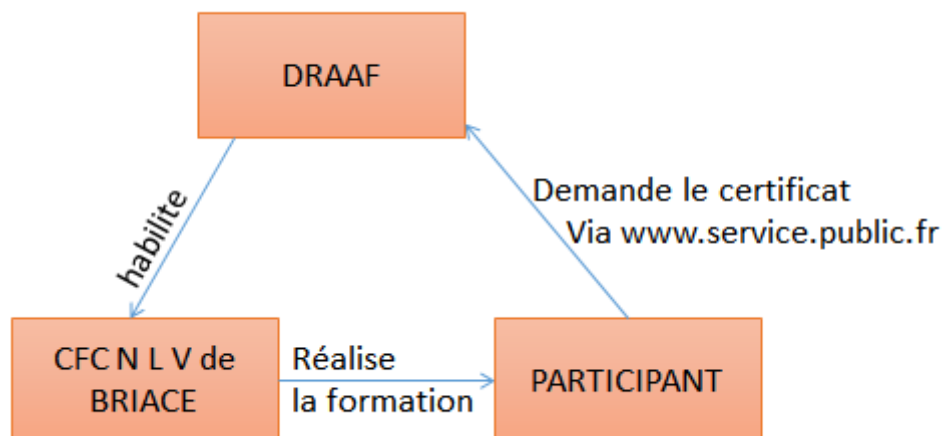 DRAAF
habilite
Demande le certificat
Via www.service.public.fr
CFC N L V de
BRIACE
Réalise
la formation
PARTICIPANT